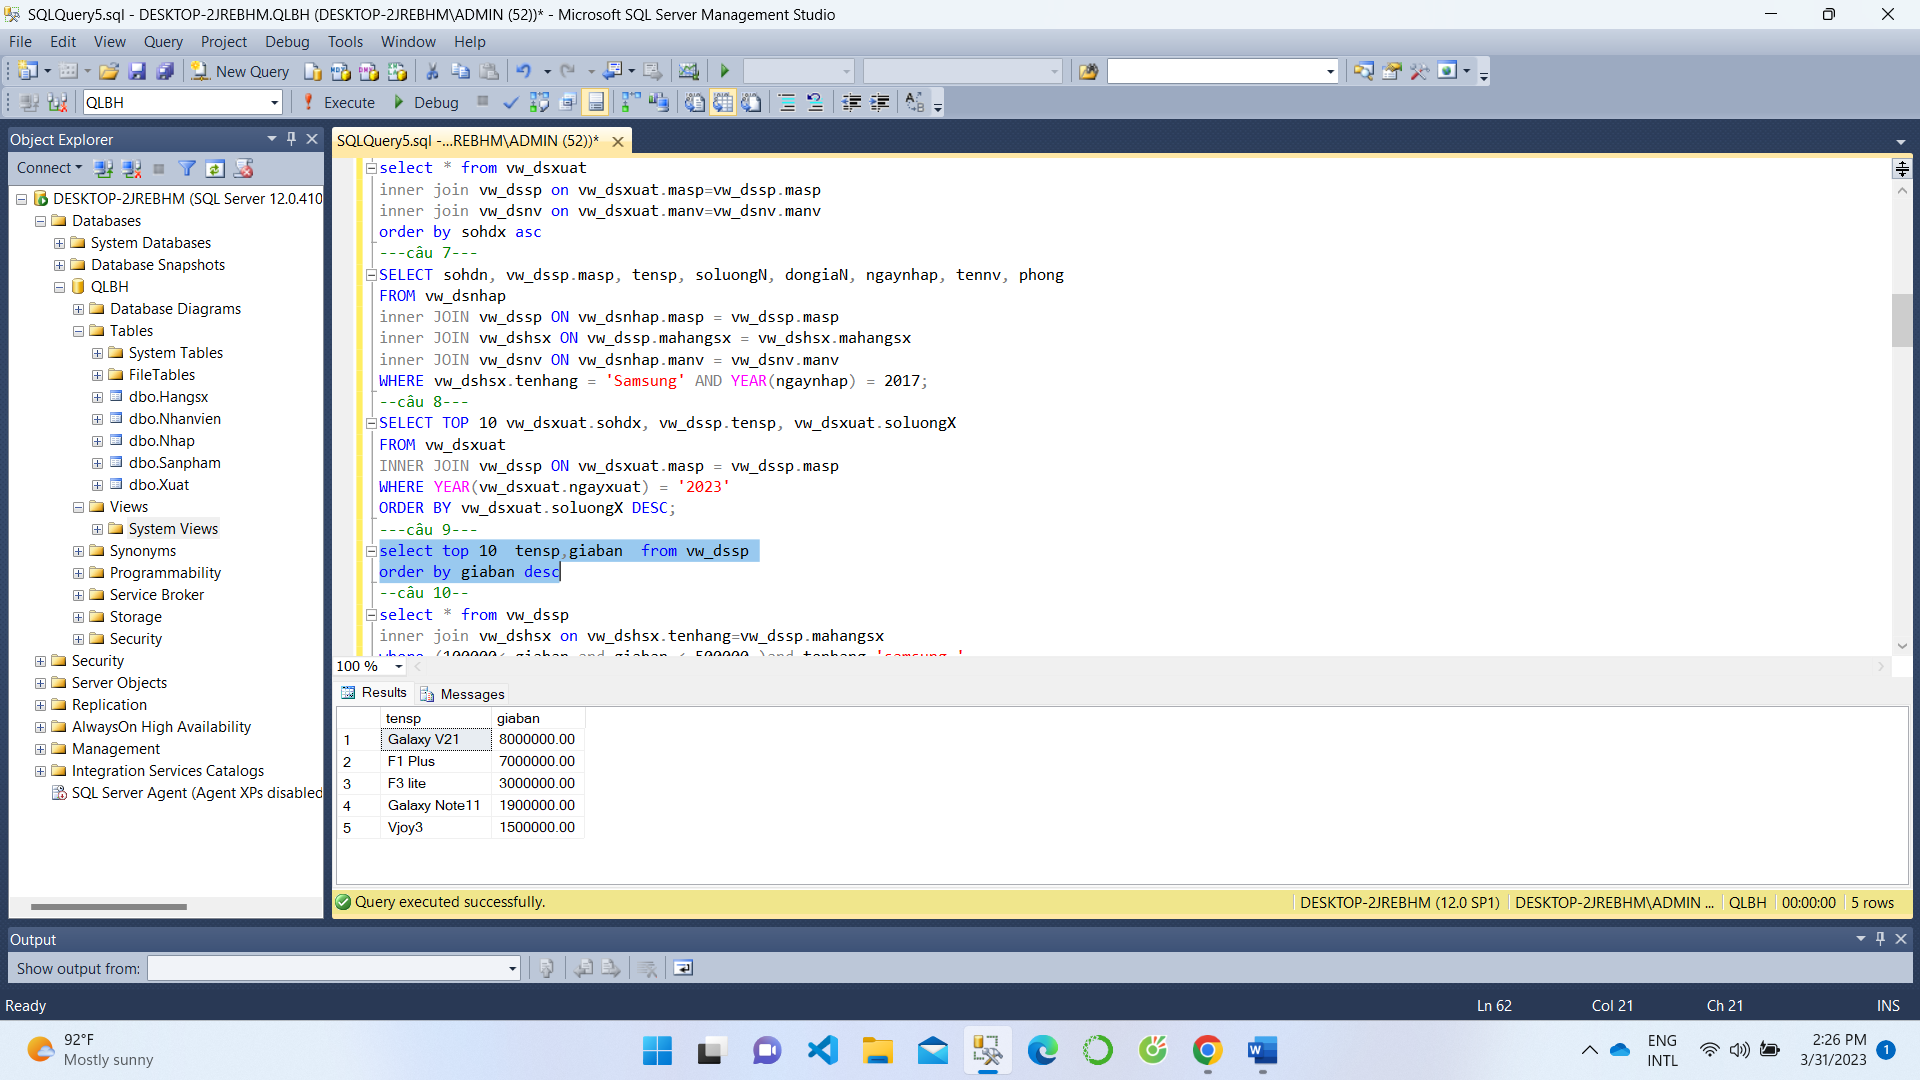 SQLQuery5.sql - DESKTOP-2JREBHM.QLBH (DESKTOP-2JREBHM\ADMIN (52))* - Microsoft SQL Server Management Studio
File Edit View Query Project Debug Tools Window Help
New Query
QLBH Execute Debug
Object Explorer
Connect
DESKTOP-2JREBHM (SQL Server 12.0.410
Databases
System Databases
Database Snapshots
QLBH
Database Diagrams
Tables
System Tables
FileTables
dbo.Hangsx
dbo.Nhanvien
dbo.Nhap
dbo.Sanpham
dbo.Xuat
Views
System Views
Synonyms
Programmability
Service Broker
Storage
Security
Security
Server Objects
Replication
AlwaysOn High Availability
Management
Integration Services Catalogs
SQL Server Agent (Agent XPs disabled
SQLQuery5.sql -...REBHM\ADMIN (52))*
select * from vw_dsxuat
inner join vw_dssp on vw_dsxuat.masp=vw_dssp.masp
inner join vw_dsnv on vw_dsxuat.manv=vw_dsnv.manv
order by sohdx asc
---câu 7---
SELECT sohdn, vw_dssp.masp, tensp, soluongN, dongiaN, ngaynhap, tennv, phong
FROM vw_dsnhap
inner JOIN vw_dssp ON vw_dsnhap.masp = vw_dssp.masp
inner JOIN vw_dshsx ON vw_dssp.mahangsx = vw_dshsx.mahangsx
inner JOIN vw_dsnv ON vw_dsnhap.manv = vw_dsnv.manv
WHERE vw_dshsx.tenhang = 'Samsung' AND YEAR(ngaynhap) = 2017;
--câu 8---
SELECT TOP 10 vw_dsxuat.sohdx, vw_dssp.tensp, vw_dsxuat.soluongX
FROM vw_dsxuat
INNER JOIN vw_dssp ON vw_dsxuat.masp = vw_dssp.masp
WHERE YEAR(vw_dsxuat.ngayxuat) = '2023'
ORDER BY vw_dsxuat.soluongX DESC;
---câu 9---
select top 10  tensp,giaban  from vw_dssp
order by giaban desc
--câu 10--
select * from vw_dssp
inner join vw_dshsx on vw_dshsx.tenhang=vw_dssp.mahangsx
where (100000< giaban and giaban < 500000 )and tenhang='samsung '
100 %
Results Messages
tensp giaban
1 Galaxy V21 8000000.00
2 F1 Plus 7000000.00
3 F3 lite 3000000.00
4 Galaxy Note11 1900000.00
5 Vjoy3 1500000.00
Query executed successfully. DESKTOP-2JREBHM (12.0 SP1) DESKTOP-2JREBHM\ADMIN ... QLBH 00:00:00 5 rows
Output
Show output from:
Ready Ln 62 Col 21 Ch 21 INS
92°F
Mostly sunny
ENG
INTL
2:26 PM
3/31/2023
1